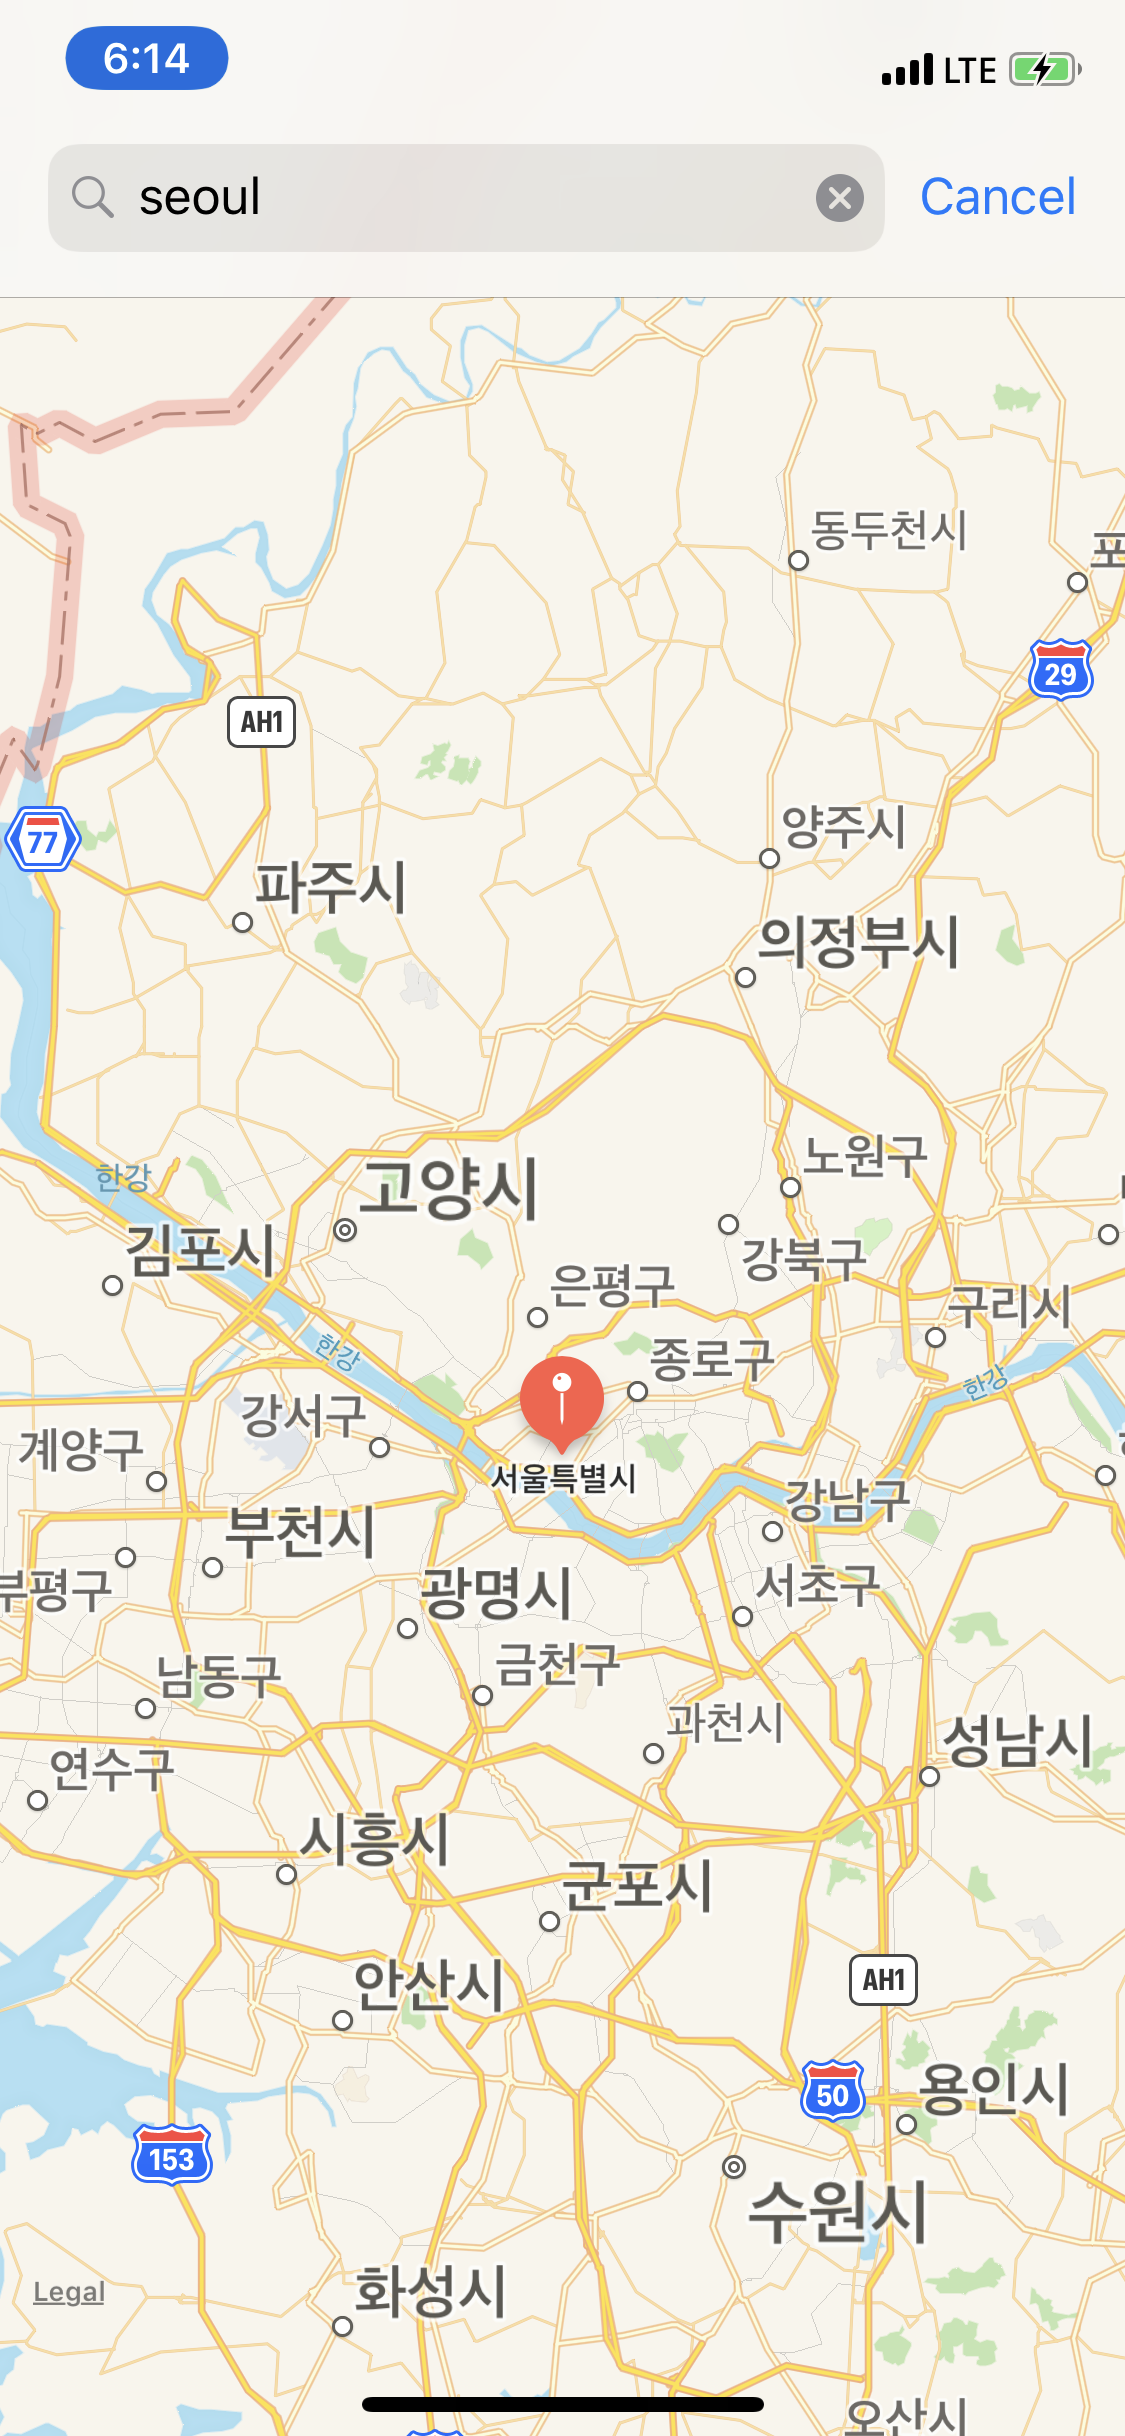 6:14
LTE
seoul
Cancel
동두천시
29
AH1
양주시
77
파주시
의정부시
노원구
한강
고양시
김포시
강북구
은평구
구리시
한강
종로구
한강
강서구
계양구
서울특별시
강남구
부천시
부평구
서초구
광명시
금천구
남동구
과천시
성남시
연수구
시흥시
군포시
AH1
안산시
50
용인시
153
수원시
Legal
화성시
오산시